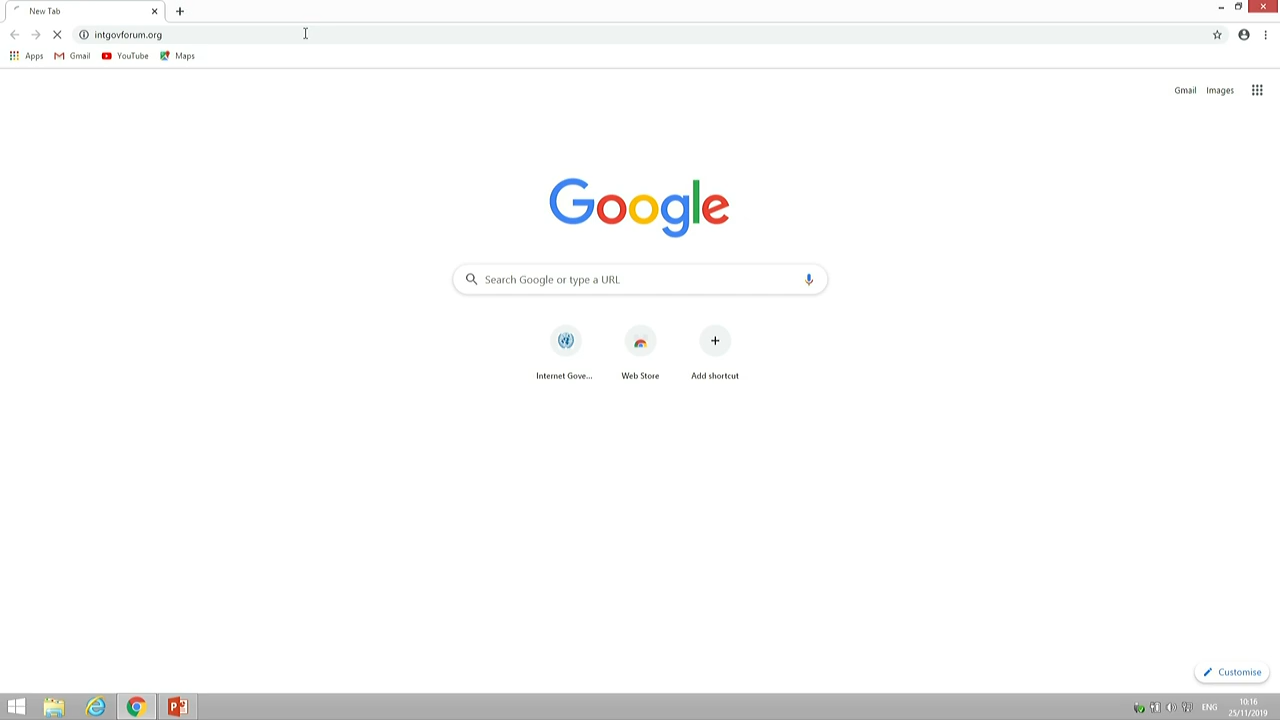 New Tab
intgovforum.org
Apps Gmail YouTube Maps
Gmail Images
Google
Search Google or type a URL
Internet Gove... Web Store Add shortcut
Customise
ENG
10:16
25/11/2019